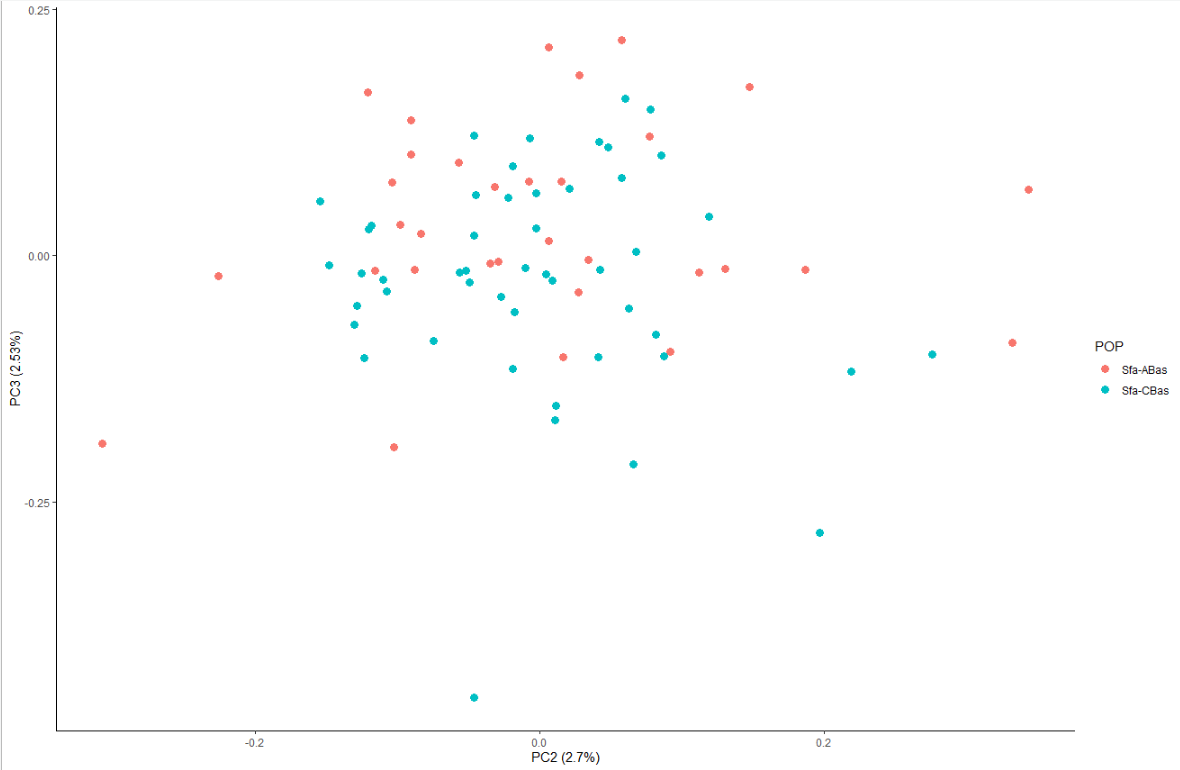 0.25
0.00
-0.25
PC3 (2.53%)
-0.2
0.0
0.2
PC2 (2.7%)
POP
Sfa-ABas
Sfa-CBas